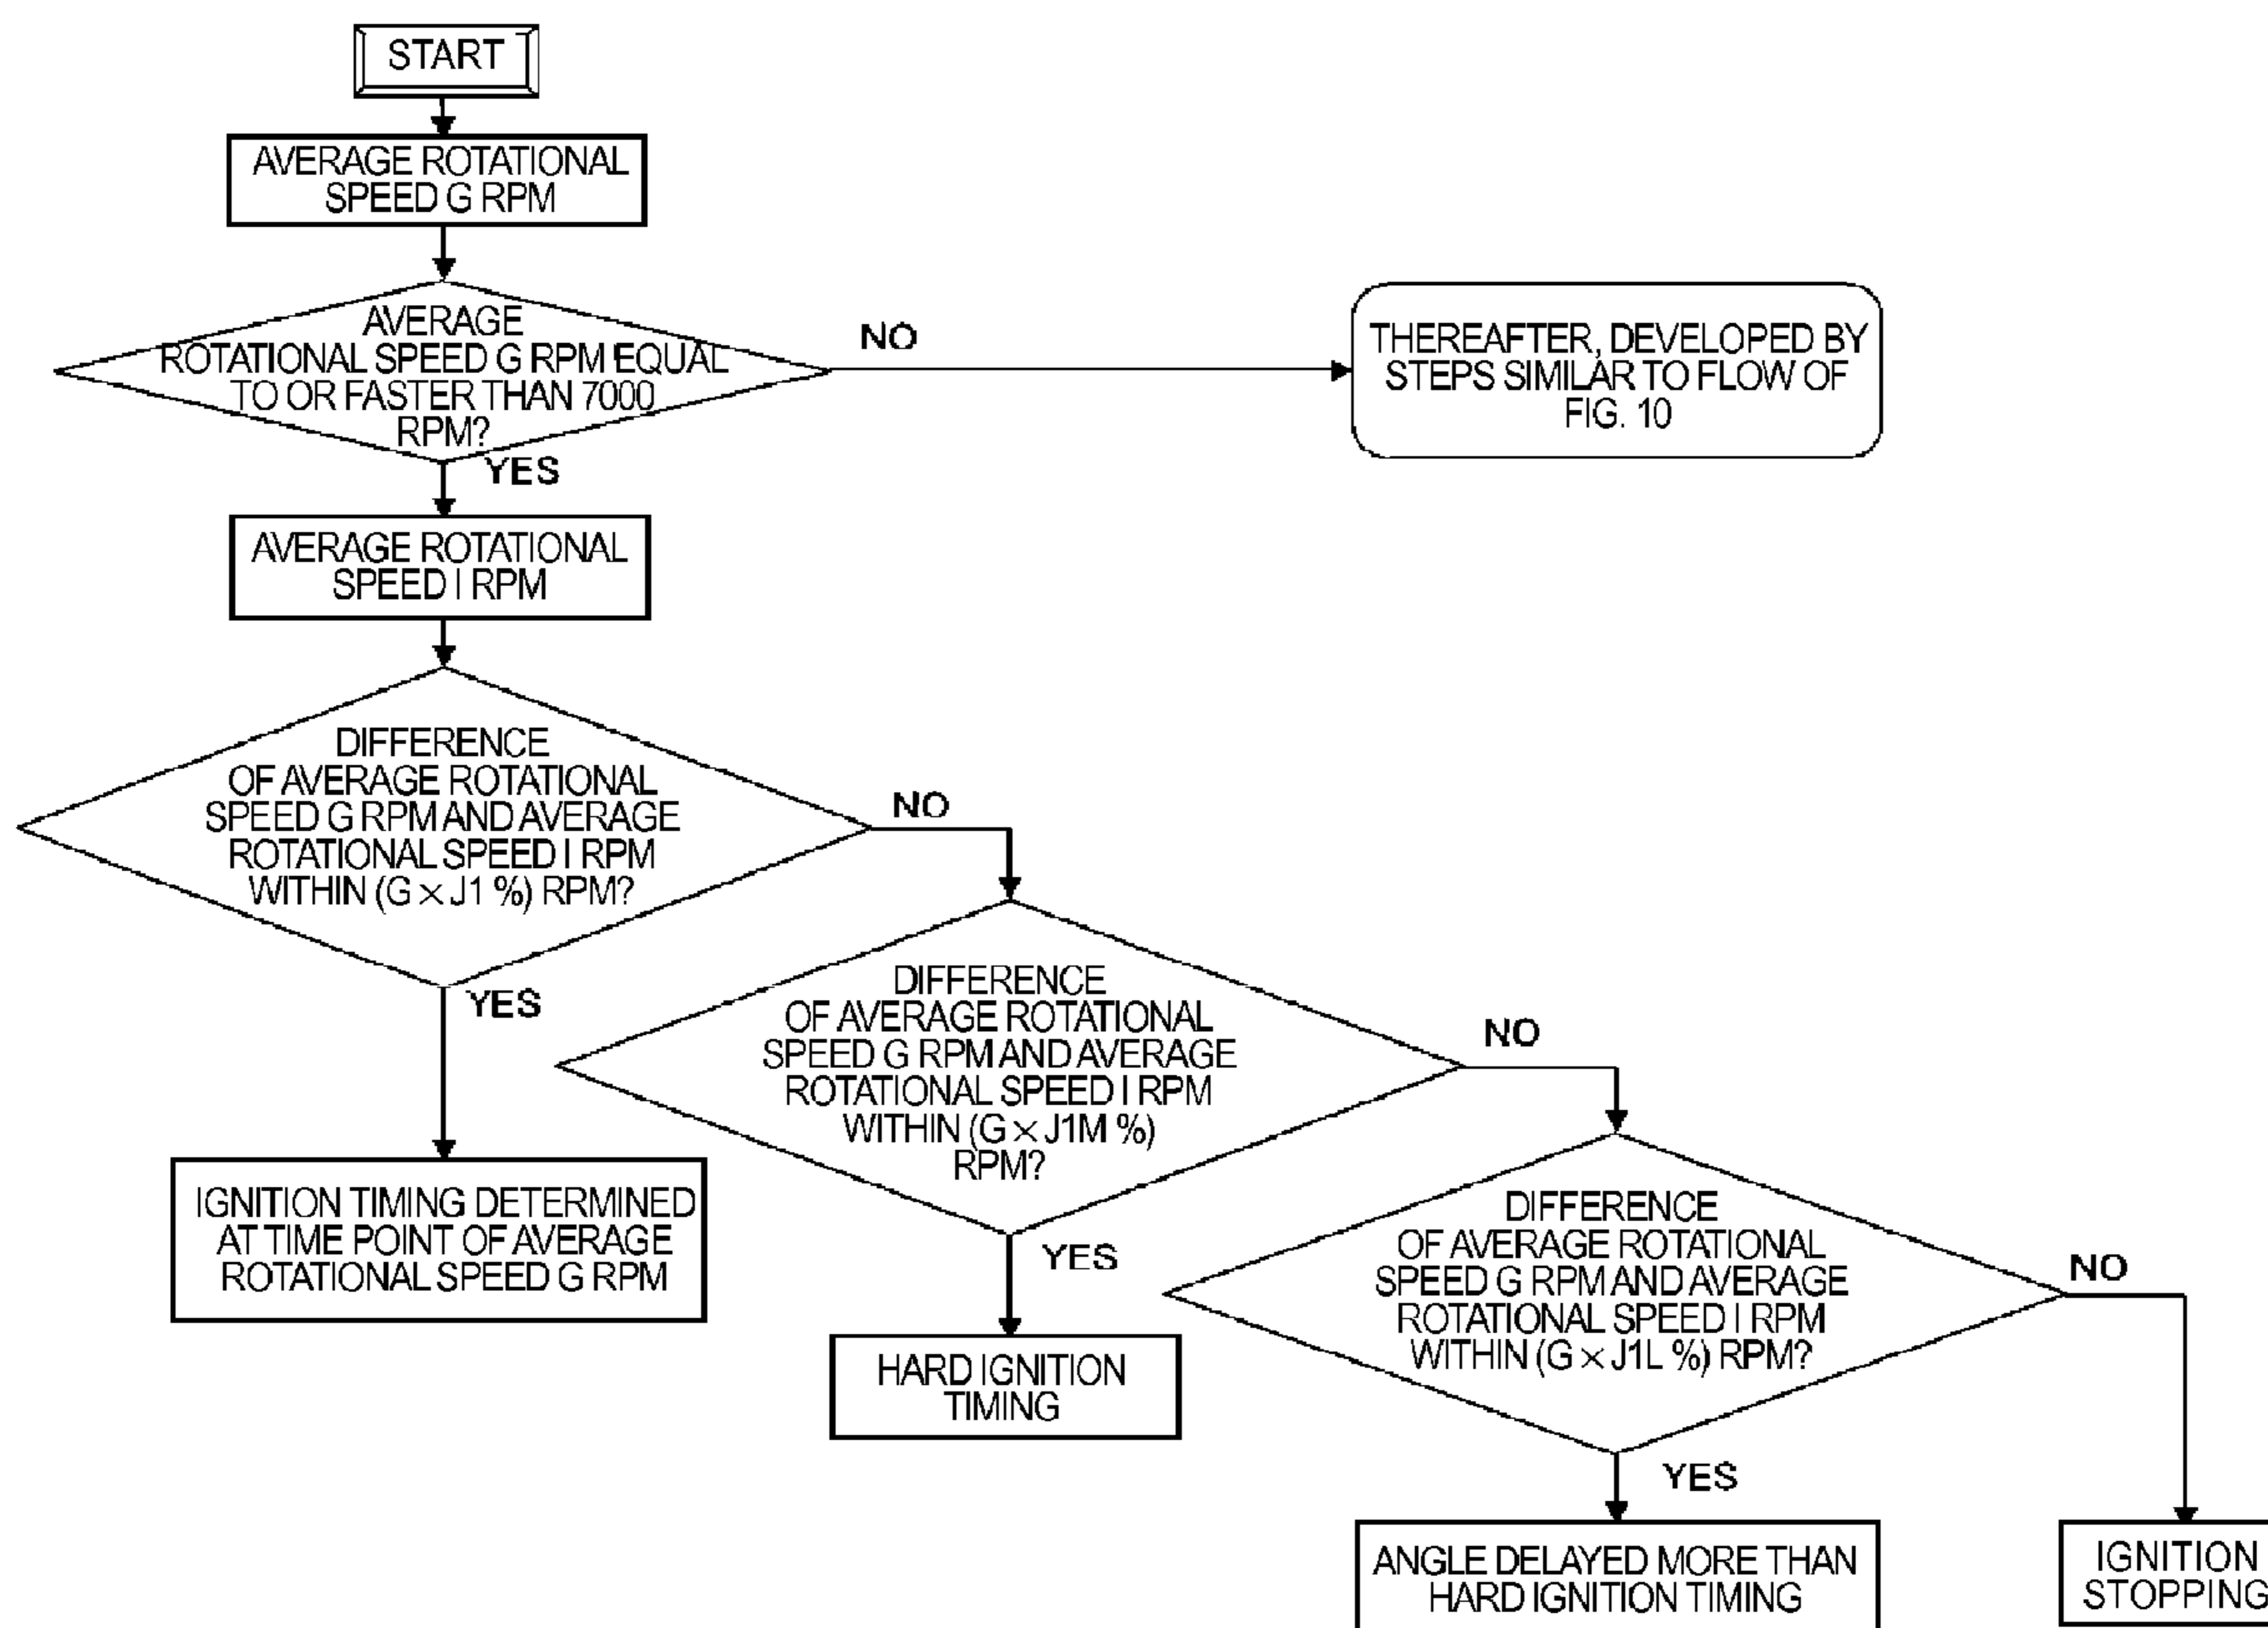 START
AVERAGE ROTATIONAL
SPEED G RPM
AVERAGE
ROTATIONAL SPEED G RPM EQUAL
TO OR FASTER THAN 7000
RPM?
NO
THEREAFTER, DEVELOPED BY
STEPS SIMILAR TO FLOW OF
FIG. 10
YES
AVERAGE ROTATIONAL
SPEED I RPM
DIFFERENCE
OF AVERAGE ROTATIONAL
SPEED G RPM AND AVERAGE
ROTATIONAL SPEED I RPM
WITHIN (G × J1 %) RPM?
NO
YES
IGNITION TIMING DETERMINED
AT TIME POINT OF AVERAGE
ROTATIONAL SPEED G RPM
DIFFERENCE
OF AVERAGE ROTATIONAL
SPEED G RPM AND AVERAGE
ROTATIONAL SPEED I RPM
WITHIN (G × J1M %)
RPM?
NO
YES
HARD IGNITION
TIMING
DIFFERENCE
OF AVERAGE ROTATIONAL
SPEED G RPM AND AVERAGE
ROTATIONAL SPEED I RPM
WITHIN (G × J1L %) RPM?
NO
YES
ANGLE DELAYED MORE THAN
HARD IGNITION TIMING
IGNITION
STOPPING